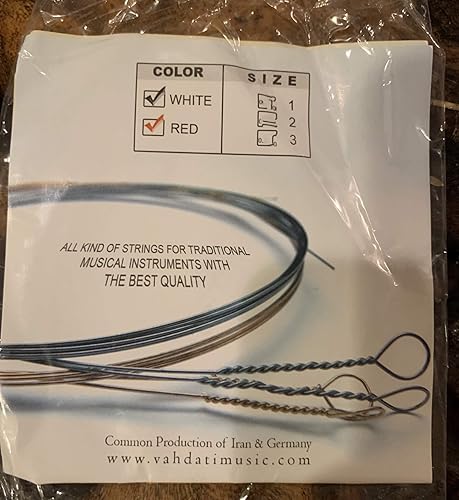 COLOR SIZE
WHITE 1
2
RED 3
ALL KIND OF STRINGS FOR TRADITIONAL
MUSICAL INSTRUMENTS WITH
THE BEST QUALITY
Common Production of Iran & Germany
www.vahdatimusic.com